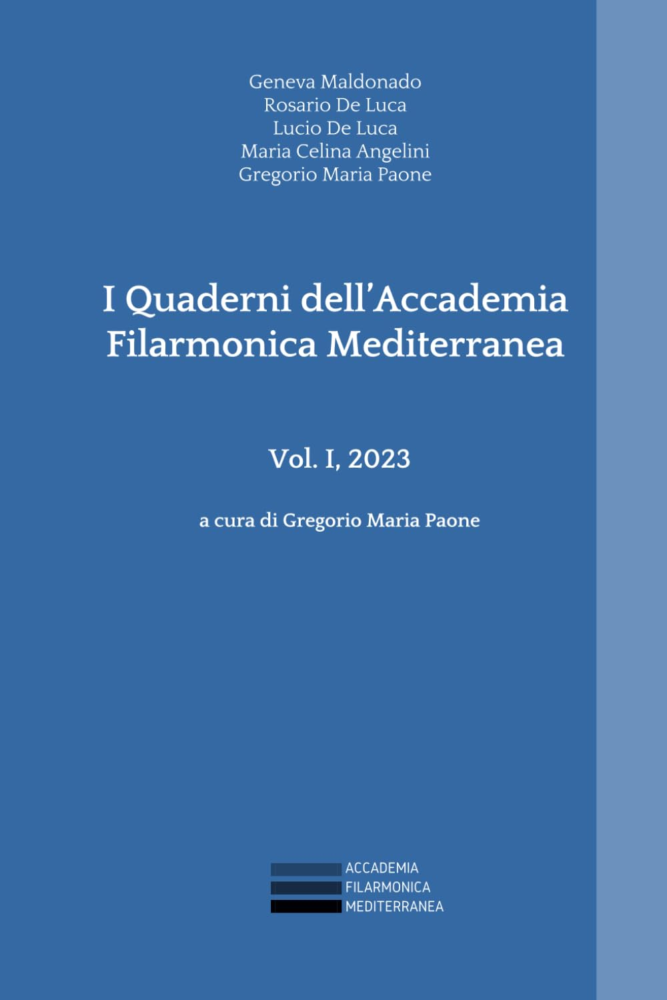 Geneva Maldonado
Rosario De Luca
Lucio De Luca
Maria Celina Angelini
Gregorio Maria Paone
I Quaderni dell’Accademia
Filarmonica Mediterranea
Vol. I, 2023
a cura di Gregorio Maria Paone
ACCADEMIA
FILARMONICA
MEDITERRANEA